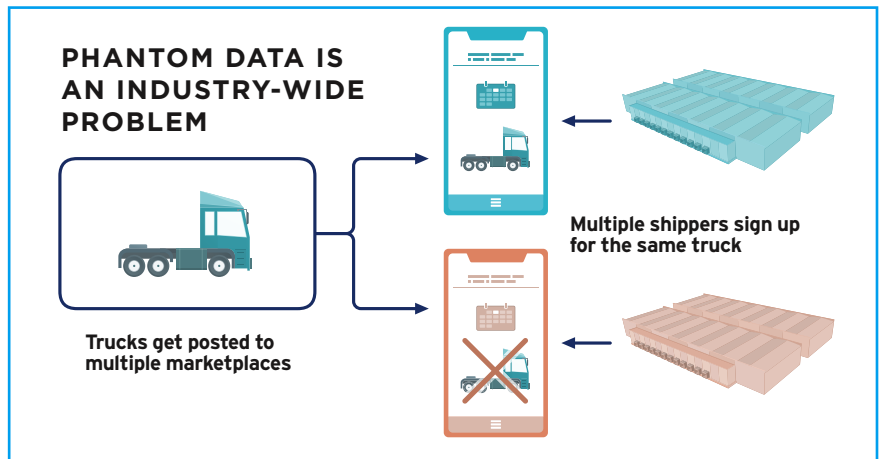 PHANTOM DATA IS
AN INDUSTRY-WIDE
PROBLEM
Trucks get posted to
multiple marketplaces
Multiple shippers sign up
for the same truck